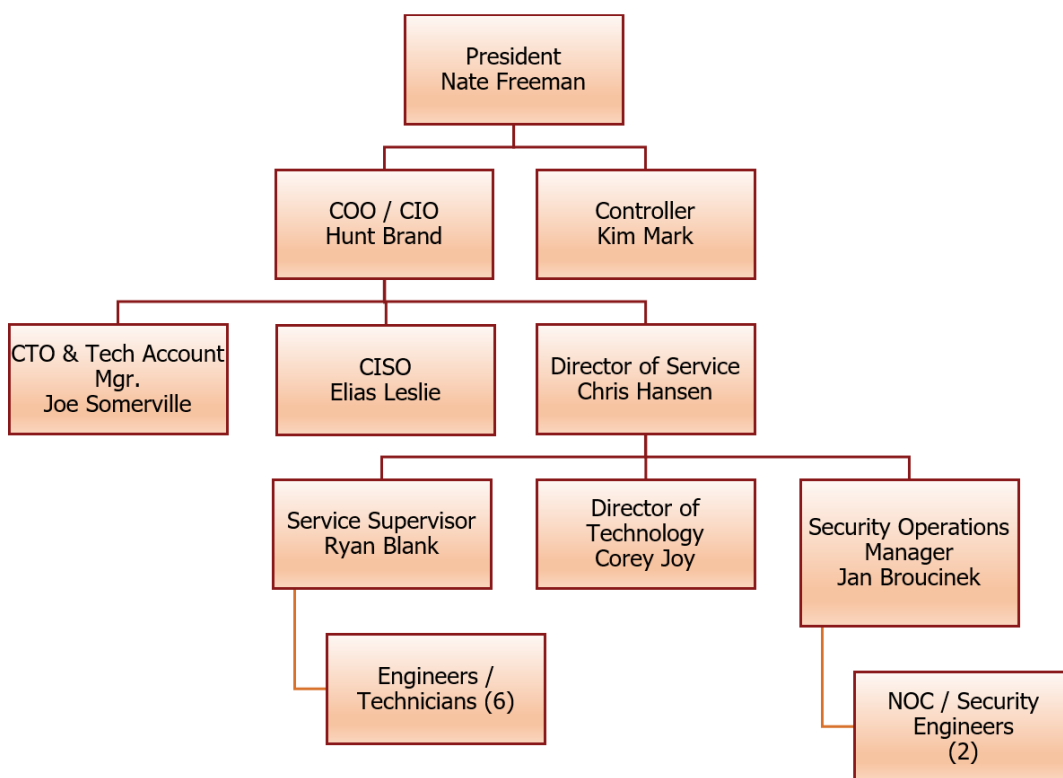 President
Nate Freeman
COO / CIO
Hunt Brand
Controller
Kim Mark
CTO & Tech Account
Mgr.
Joe Somerville
CISO
Elias Leslie
Director of Service
Chris Hansen
Service Supervisor
Ryan Blank
Director of
Technology
Corey Joy
Security Operations
Manager
Jan Broucinek
Engineers /
Technicians (6)
NOC / Security
Engineers
(2)